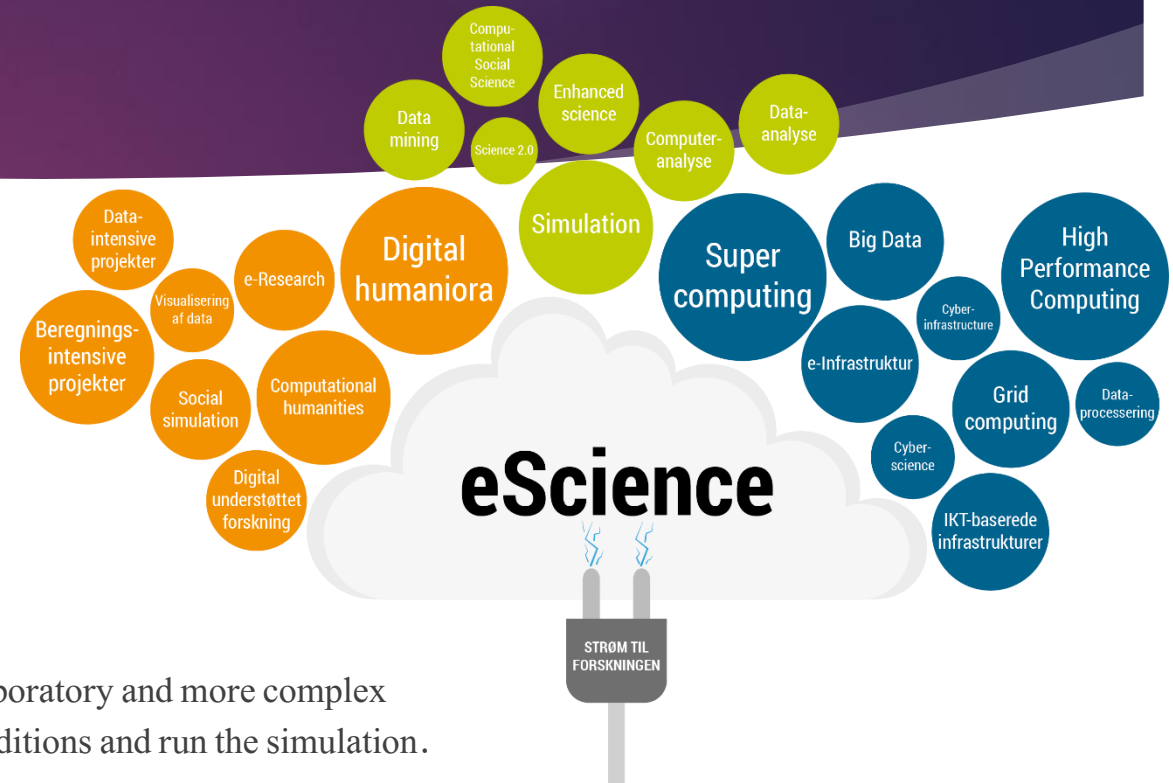 Compu-
tational
Social
Science
Data
mining
Science 2.0
Enhanced
science
Computer-
analyse
Data-
analyse
Simulation
Data-
intensive
projekter
Visualisering
af data
e-Research
Digital
humaniora
Beregnings-
intensive
projekter
Social
simulation
Computational
humanities
Digital
understøttet
forskning
Super
computing
Big Data
High
Performance
Computing
Cyber-
infrastructure
e-Infrastruktur
Grid
computing
Data-
processering
Cyber-
science
IKT-baserede
infrastrukturer
eScience
STRØM TIL
FORSKNINGEN
and more complex
and run the simulation.